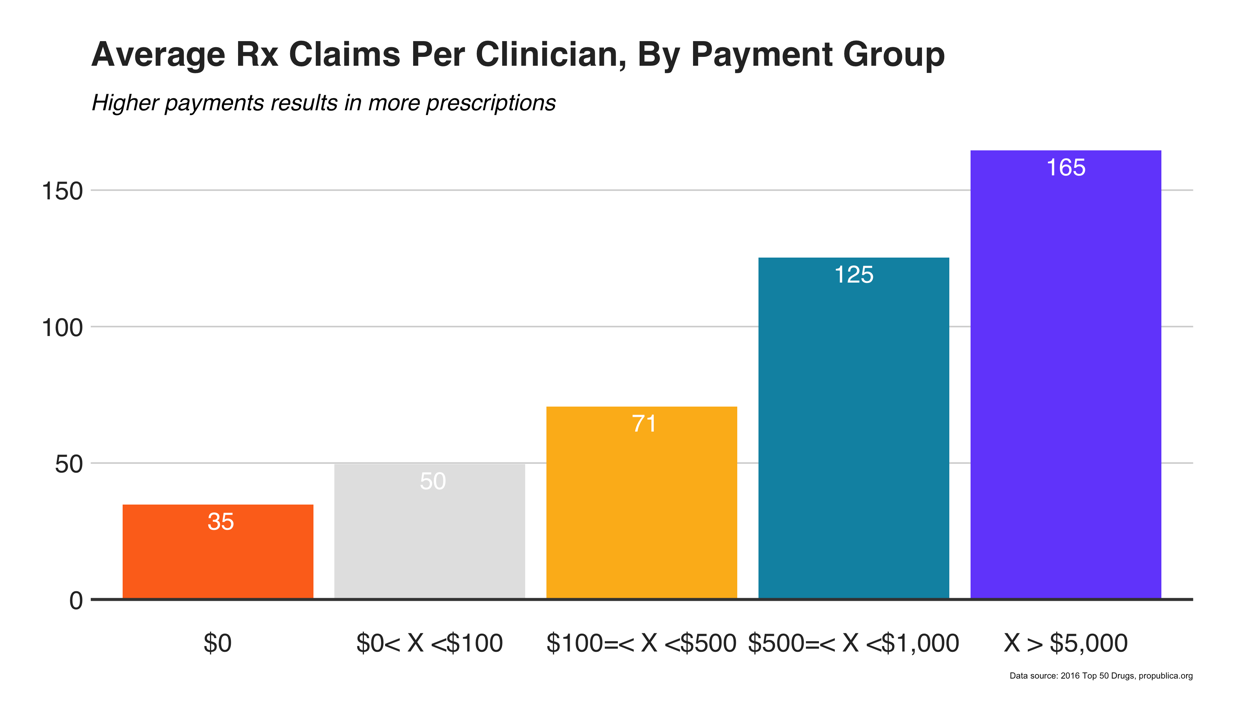 Average Rx Claims Per Clinician, By Payment Group
Higher payments results in more prescriptions
150
100
50
0
35
50
71
125
165
$0
$0< X <$100
$100=< X <$500
$500=< X <$1,000
X > $5,000
Data source: 2016 Top 50 Drugs, propublica.org